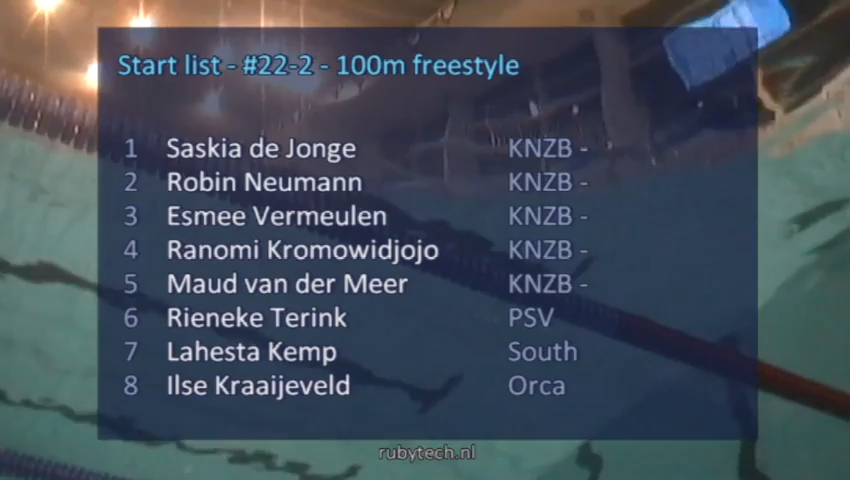 Start list - #22-2 - 100m freestyle
1 Saskia de Jonge KNZB -
2 Robin Neumann KNZB -
3 Esmee Vermeulen KNZB -
4 Ranomi Kromowidjojo KNZB -
5 Maud van der Meer KNZB -
6 Rieneke Terink PSV
7 Lahesta Kemp South
8 Ilse Kraaijeveld Orca
rubytech.nl